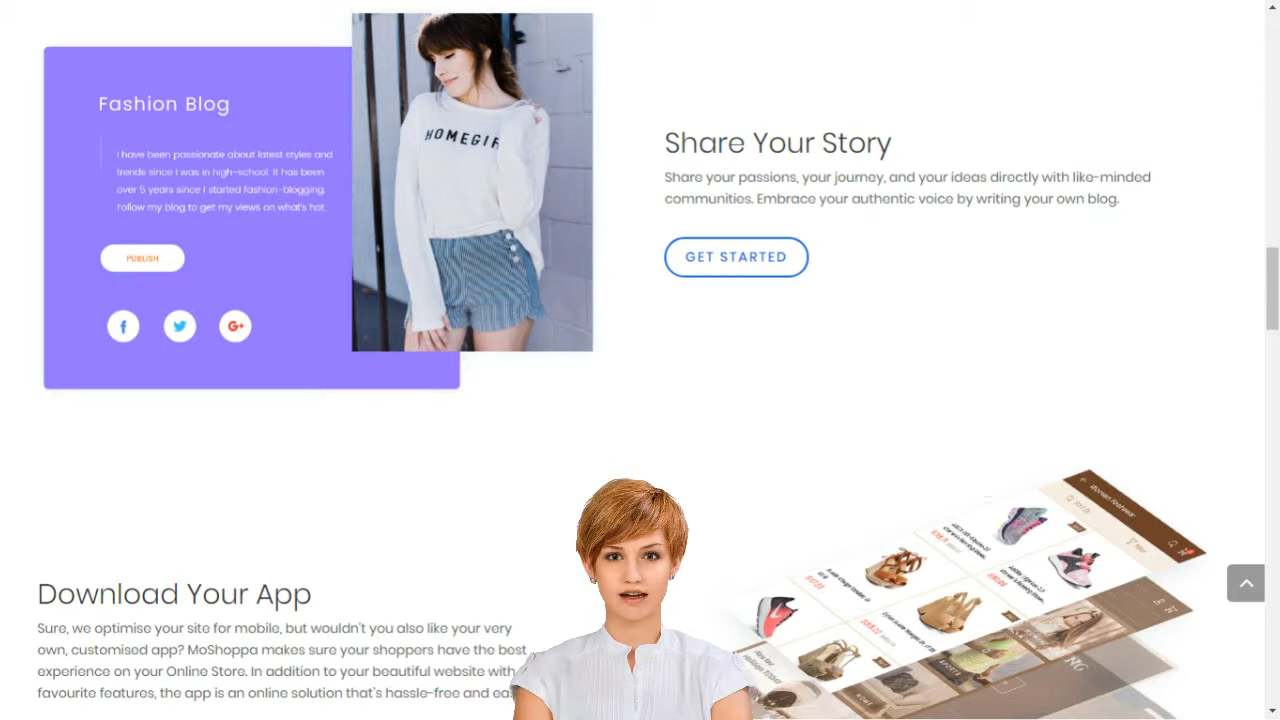 Fashion Blog
I have been passionate about latest styles and
trends since I was in high-school. It has been
over 5 years since I started fashion-blogging.
Follow my blog to get my views on what's hot.
PUBLISH
HOMEGIR
Share Your Story
Share your passions, your journey, and your ideas directly with like-minded
communities. Embrace your authentic voice by writing your own blog.
GET STARTED
Download Your App
Sure, we optimise your site for mobile, but wouldn't you also like your very
own, customised app? MoShoppa makes sure your shoppers have the best
experience on your Online Store. In addition to your beautiful website with
favourite features, the app is an online solution that's hassle-free and
Women Footwear
Sort By
Filter